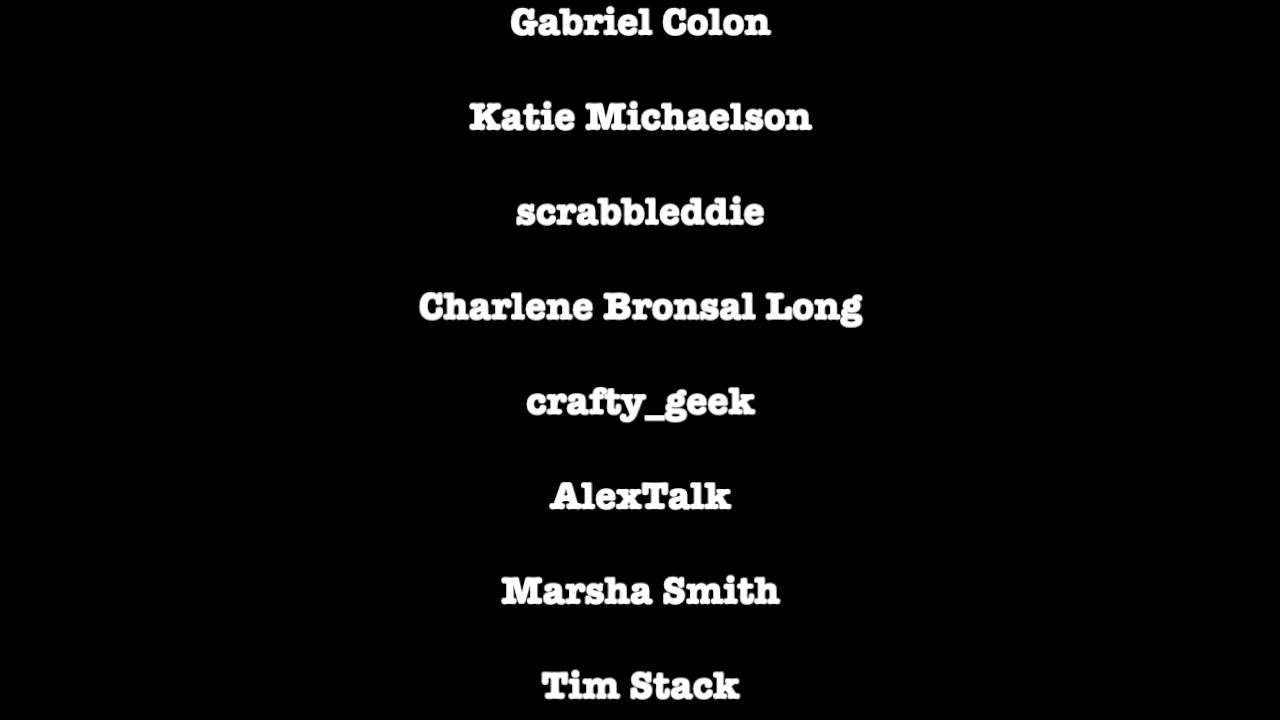 Gabriel Colon
Katie Michaelson
scrabbleddie
Charlene Bronsal Long
crafty_geek
AlexTalk
Marsha Smith
Tim Stack